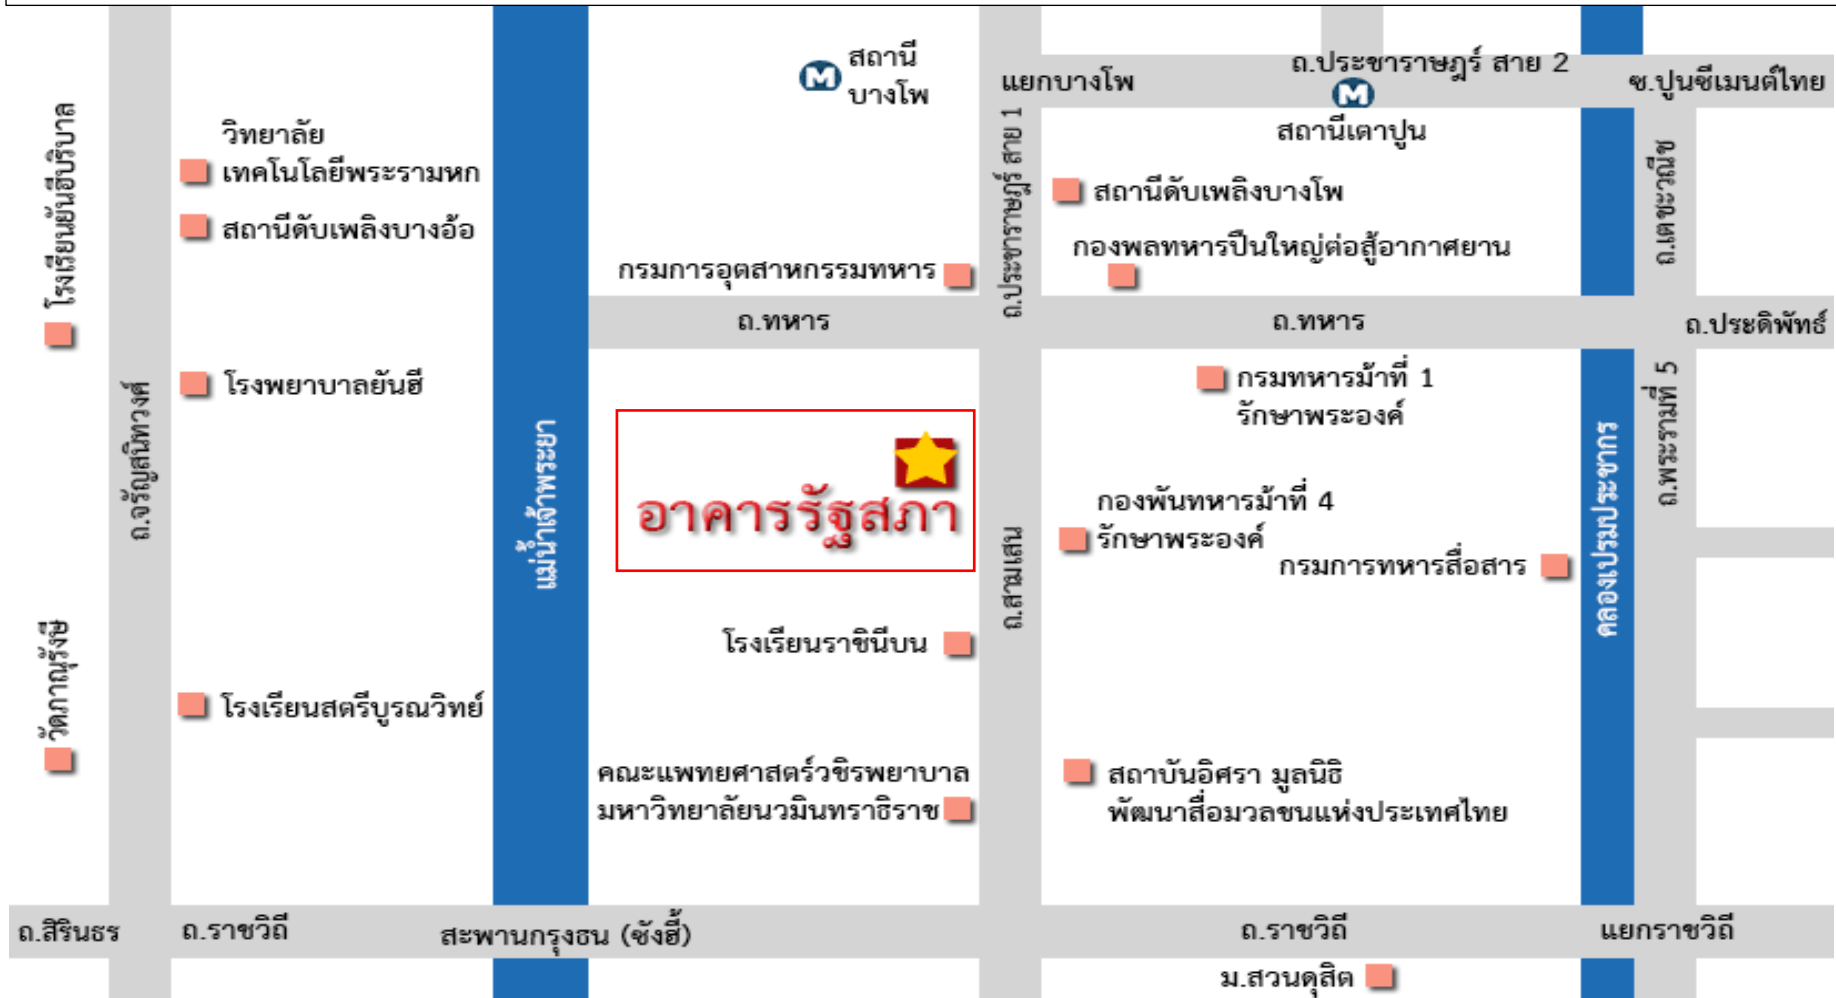 สถานี
บางโพ
แยกบางโพ
ถ.ประชาราษฎร์ สาย 2
ซ.ปูนซีเมนต์ไทย
สถานีเตาปูน
โรงเรียนยันฮีบริบาล
วิทยาลัย
เทคโนโลยีพระรามหก
สถานีดับเพลิงบางอ้อ
ถ.ประชาราษฎร์ สาย 1
สถานีดับเพลิงบางโพ
ถ.เตชะวณิช
กองพลทหารปืนใหญ่ต่อสู้อากาศยาน
กรมการอุตสาหกรรมทหาร
ถ.ทหาร
ถ.ทหาร
ถ.ประดิพัทธ์
โรงพยาบาลยันฮี
ถ.จรัญสนิทวงศ์
แม่น้ำเจ้าพระยา
อาคารรัฐสภา
กรมทหารม้าที่ 1
รักษาพระองค์
ถ.พระรามที่ 5
คลองเปรมประชากร
กองพันทหารม้าที่ 4
รักษาพระองค์
กรมการทหารสื่อสาร
ถ.สามเสน
โรงเรียนราชินีบน
วัดภาณุรังษี
โรงเรียนสตรีบูรณวิทย์
คณะแพทยศาสตร์วชิรพยาบาล
มหาวิทยาลัยนวมินทราธิราช
สถาบันอิศรา มูลนิธิ
พัฒนาสื่อมวลชนแห่งประเทศไทย
ถ.สิรินธร
ถ.ราชวิถี
สะพานกรุงธน (ซังฮี้)
ถ.ราชวิถี
แยกราชวิถี
ม.สวนดุสิต